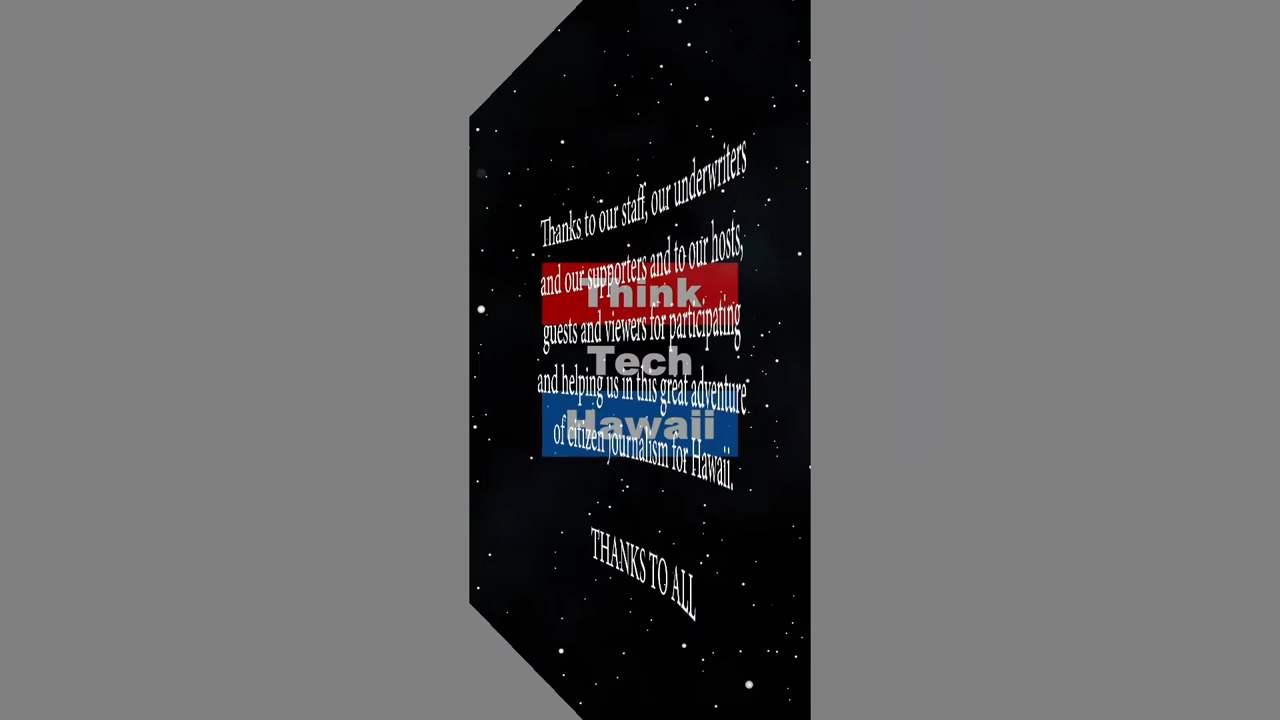 Thanks to our staff, our underwriters
and our supporters and to our hosts,
guests and viewers for participating
and helping us in this great adventure
of citizen journalism for Hawaii.
THANKS TO ALL
Think
Tech
Hawaii